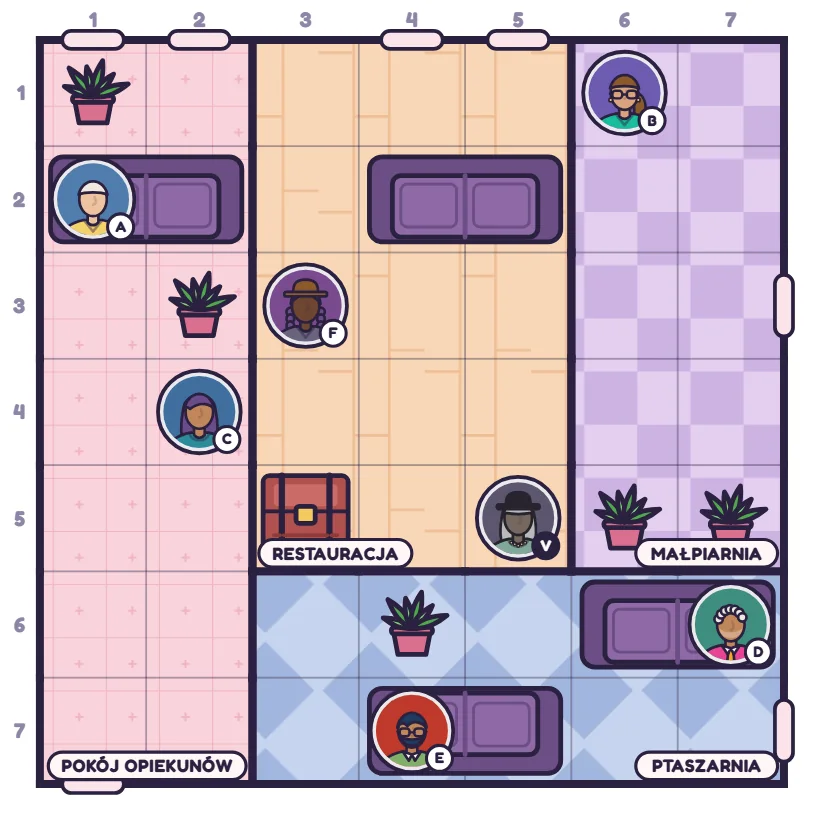 1 2 3 4 5 6 7
1
B
2
A
3
F
4
C
5
V
RESTAURACJA
MAŁPIARNIA
6
D
7
E
POKÓJ OPIEKUNÓW
PTASZARNIA